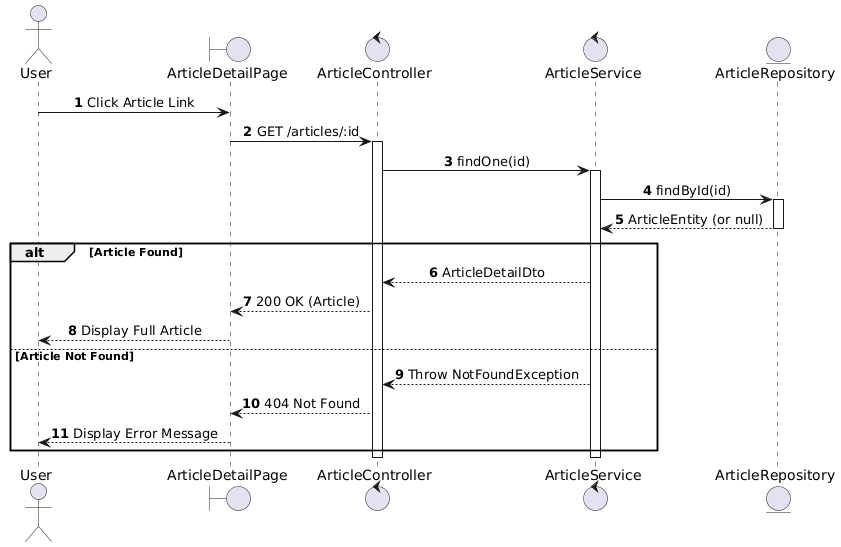 User
ArticleDetailPage
ArticleController
ArticleService
ArticleRepository
1 Click Article Link
2 GET /articles/:id
3 findOne(id)
4 findById(id)
5 ArticleEntity (or null)
alt [Article Found]
6 ArticleDetailDto
7 200 OK (Article)
8 Display Full Article
[Article Not Found]
9 Throw NotFoundException
10 404 Not Found
11 Display Error Message
User
ArticleDetailPage
ArticleController
ArticleService
ArticleRepository